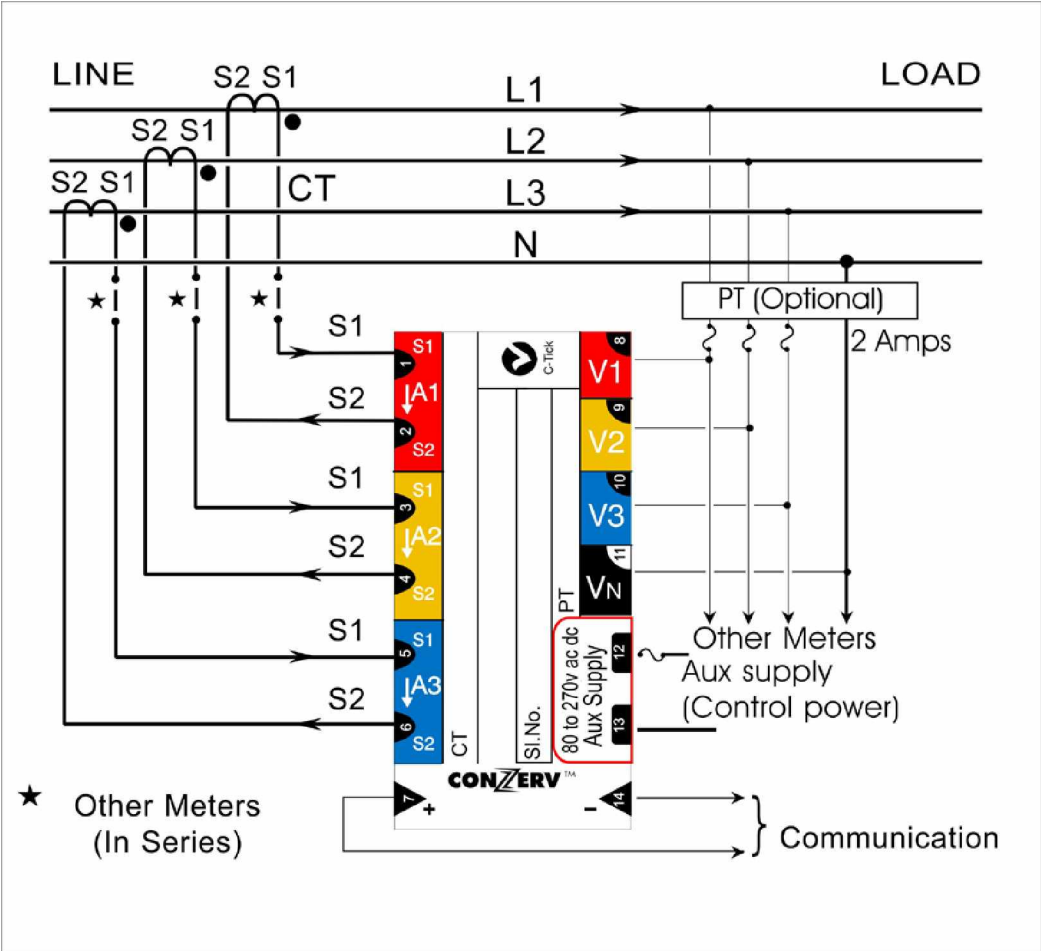 LINE
LOAD
S2 S1
L1
S2 S1
L2
S2 S1
CT
L3
N
★
★
★
PT (Optional)
2 Amps
S1
S2
S1
S2
S1
S2
1
S1
A1
2
S2
3
S1
A2
4
S2
5
S1
A3
6
S2
CT
C-Tick
Sl.No.
PT
8
V1
9
V2
10
V3
11
VN
80 to 270v ac dc
Aux Supply
12
13
CONZERV™
7
+
–
14
Other Meters
Aux supply
(Control power)
★ Other Meters
(In Series)
Communication